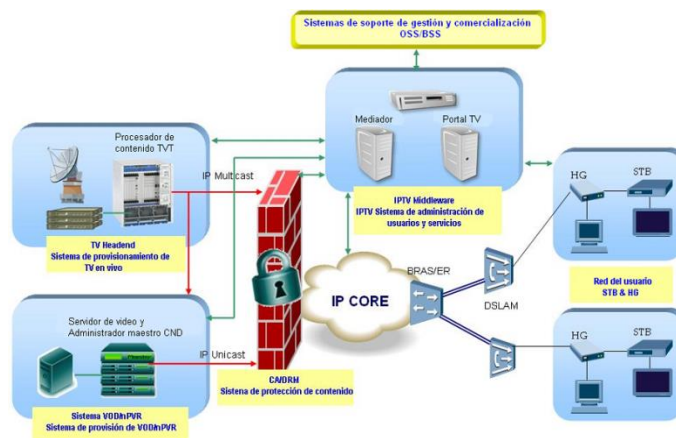 Sistemas de soporte de gestión y comercialización
OSS/BSS
Mediador
Portal TV
IPTV Middleware
IPTV Sistema de administración de
usuarios y servicios
Procesador de
contenido TVT
TV Headend
Sistema de provisionamiento de
TV en vivo
IP Multicast
Servidor de video y
Administrador maestro CND
IP Unicast
Sistema VOD/nPVR
Sistema de provisión de VOD/nPVR
CA/DRM
Sistena de protección de contenido
IP CORE
BRAS/ER
DSLAM
HG
STB
Red del usuario
STB & HG
HG
STB